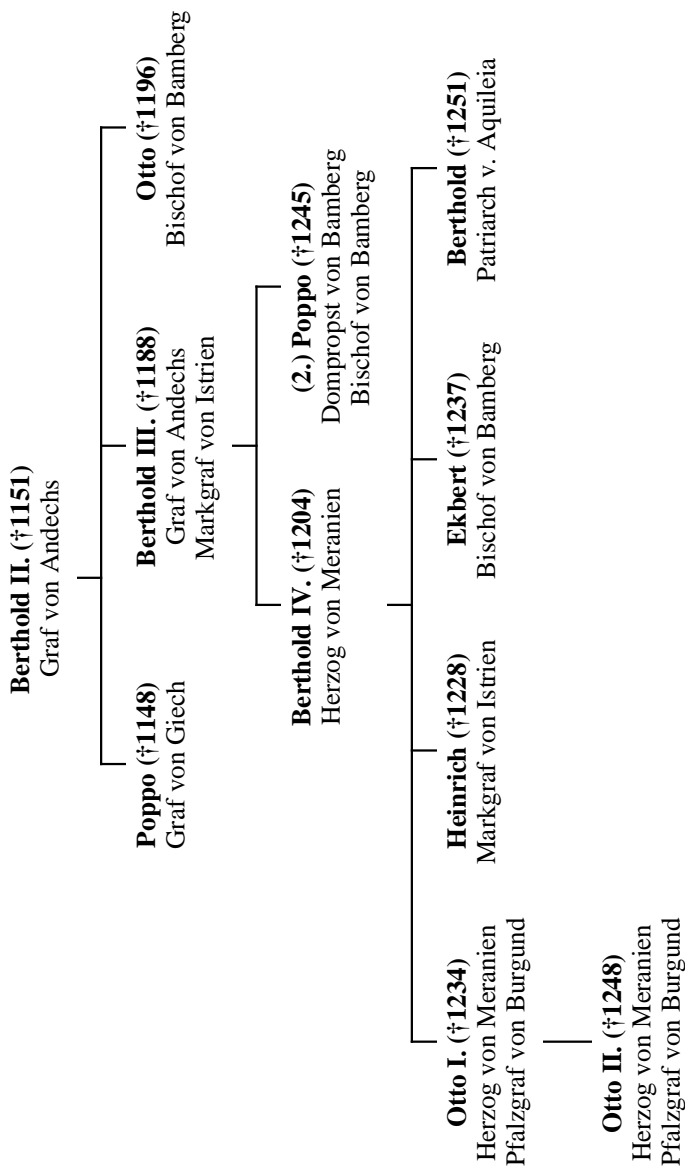 Berthold II. (†1151)
Graf von Andechs
Poppo (†1148)
Graf von Giech
Berthold III. (†1188)
Graf von Andechs
Markgraf von Istrien
Otto (†1196)
Bischof von Bamberg
Berthold IV. (†1204)
Herzog von Meranien
(2.) Poppo (†1245)
Dompropst von Bamberg
Bischof von Bamberg
Otto I. (†1234)
Herzog von Meranien
Pfalzgraf von Burgund
Heinrich (†1228)
Markgraf von Istrien
Ekbert (†1237)
Bischof von Bamberg
Berthold (†1251)
Patriarch v. Aquileia
Otto II. (†1248)
Herzog von Meranien
Pfalzgraf von Burgund